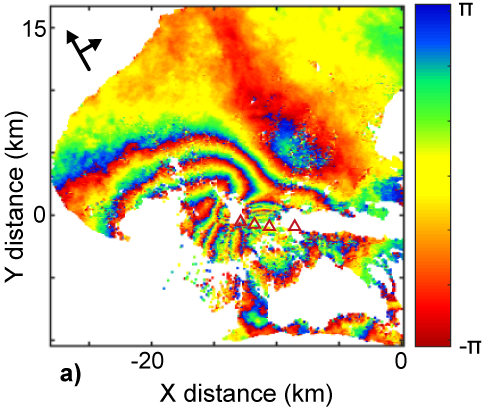 π
15
Y distance (km)
0
-π
-20
0
a)
X distance (km)